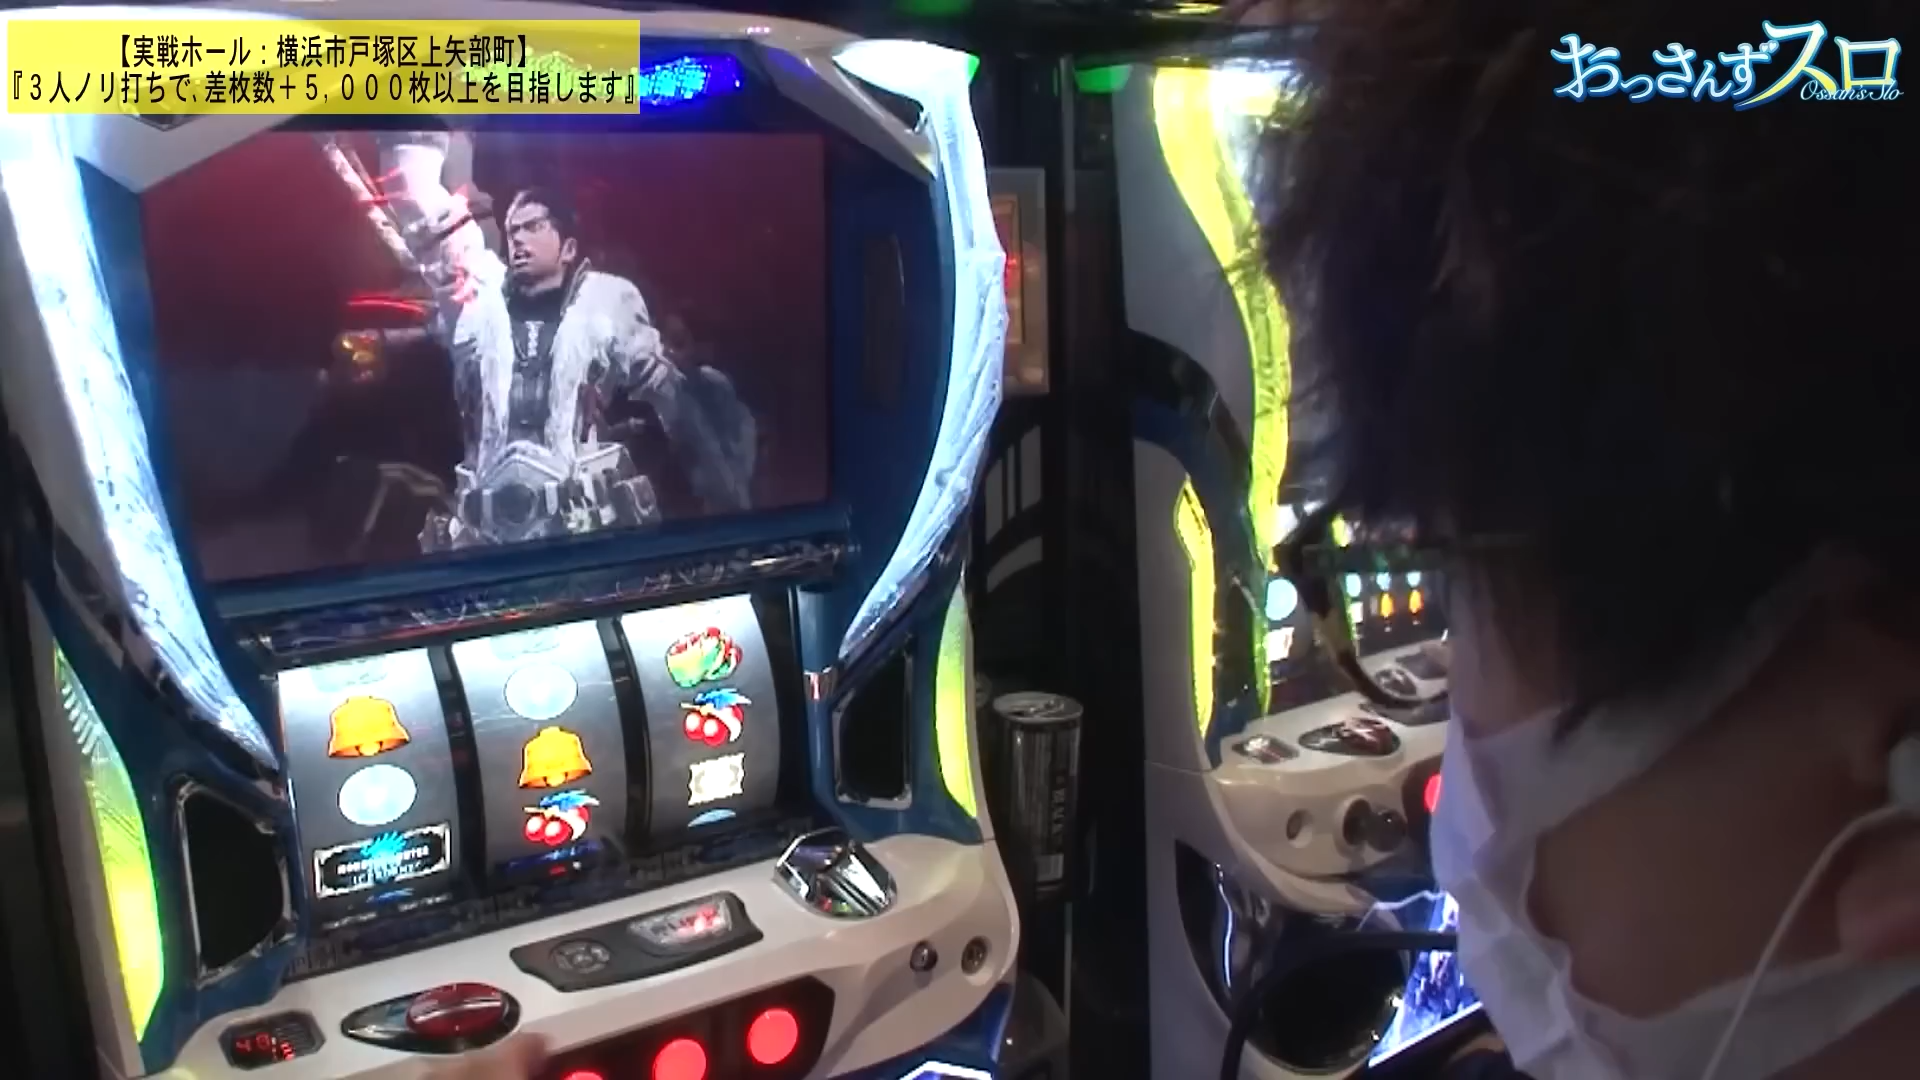 【実戦ホール：横浜市戸塚区上矢部町】
『３人ノリ打ちで、差枚数＋５，０００枚以上を目指します』
おっさんずスロ
Ossan's Slo